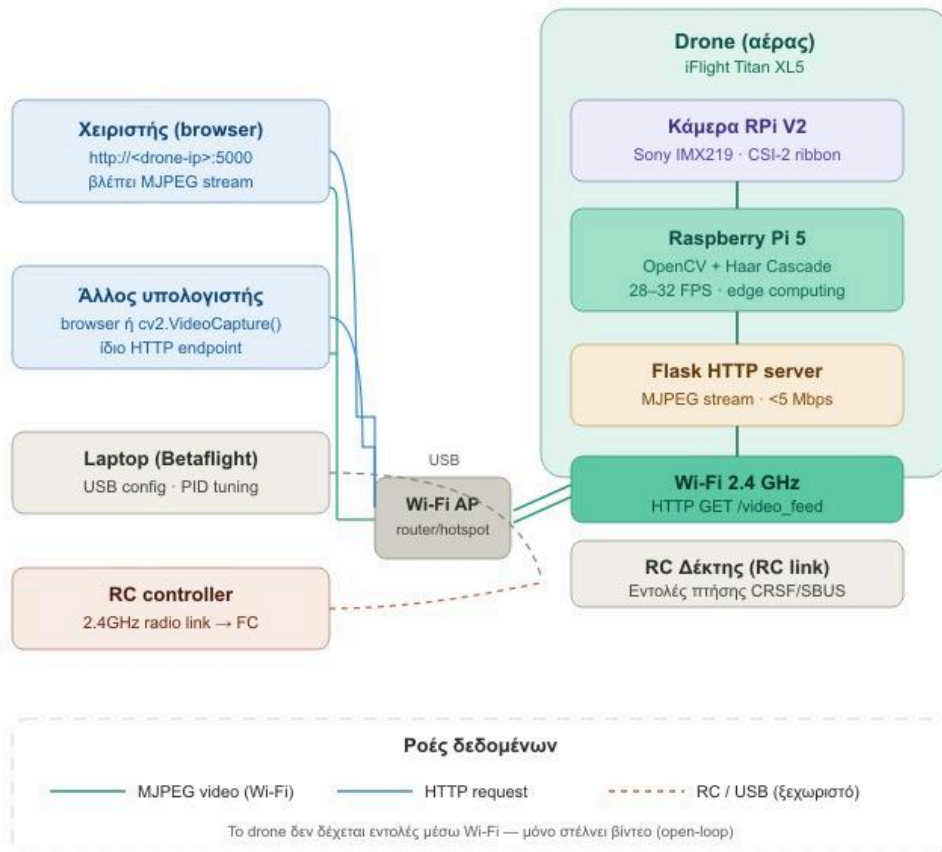 Drone (αέρας)
iFlight Titan XL5
Κάμερα RPi V2
Sony IMX219 · CSI-2 ribbon
Raspberry Pi 5
OpenCV + Haar Cascade
28–32 FPS · edge computing
Flask HTTP server
MJPEG stream · <5 Mbps
Wi-Fi 2.4 GHz
HTTP GET /video_feed
RC Δέκτης (RC link)
Εντολές πτήσης CRSF/SBUS
Χειριστής (browser)
http://<drone-ip>:5000
βλέπει MJPEG stream
Άλλος υπολογιστής
browser ή cv2.VideoCapture()
ίδιο HTTP endpoint
Laptop (Betaflight)
USB config · PID tuning
USB
Wi-Fi AP
router/hotspot
RC controller
2.4GHz radio link → FC
Ροές δεδομένων
MJPEG video (Wi-Fi)
HTTP request
RC / USB (ξεχωριστό)
Το drone δεν δέχεται εντολές μέσω Wi-Fi — μόνο στέλνει βίντεο (open-loop)